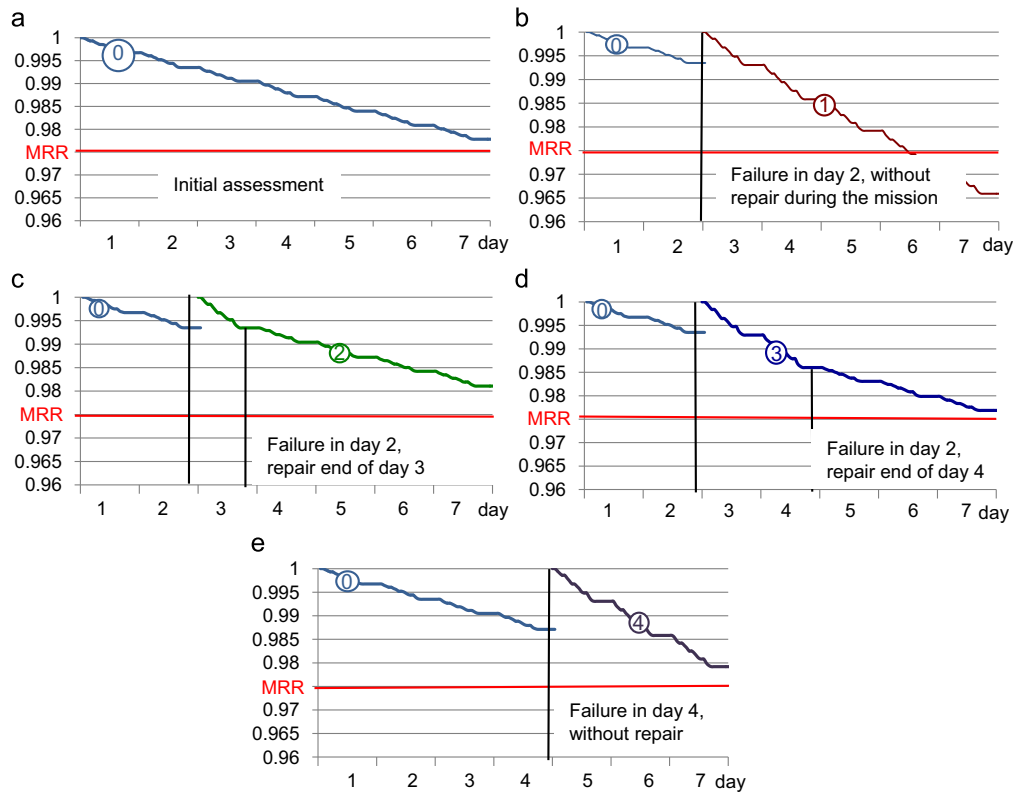 a
1
0.995
0.99
0.985
0.98
MRR
0.97
0.965
0.96
0
Initial assessment
1 2 3 4 5 6 7 day
b
1
0.995
0.99
0.985
0.98
MRR
0.97
0.965
0.96
0
1
Failure in day 2, without
repair during the mission
1 2 3 4 5 6 7 day
c
1
0.995
0.99
0.985
0.98
MRR
0.97
0.965
0.96
0
2
Failure in day 2,
repair end of day 3
1 2 3 4 5 6 7 day
d
1
0.995
0.99
0.985
0.98
MRR
0.97
0.965
0.96
0
3
Failure in day 2,
repair end of day 4
1 2 3 4 5 6 7 day
e
1
0.995
0.99
0.985
0.98
MRR
0.97
0.965
0.96
0
4
Failure in day 4,
without repair
1 2 3 4 5 6 7 day